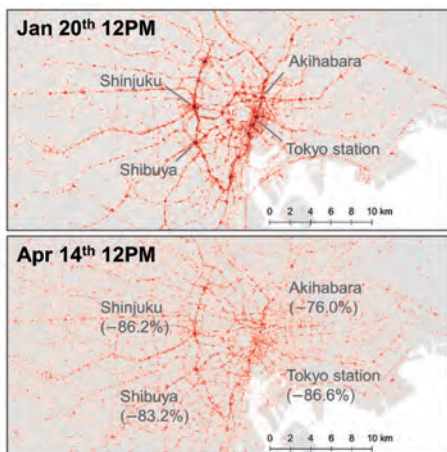 Jan 20th 12PM
Akihabara
Shinjuku
Shibuya
Tokyo station
0 2 4 6 8 10 km
Apr 14th 12PM
Shinjuku
(−86.2%)
Akihabara
(−76.0%)
Shibuya
(−83.2%)
Tokyo station
(−86.6%)
0 2 4 6 8 10 km